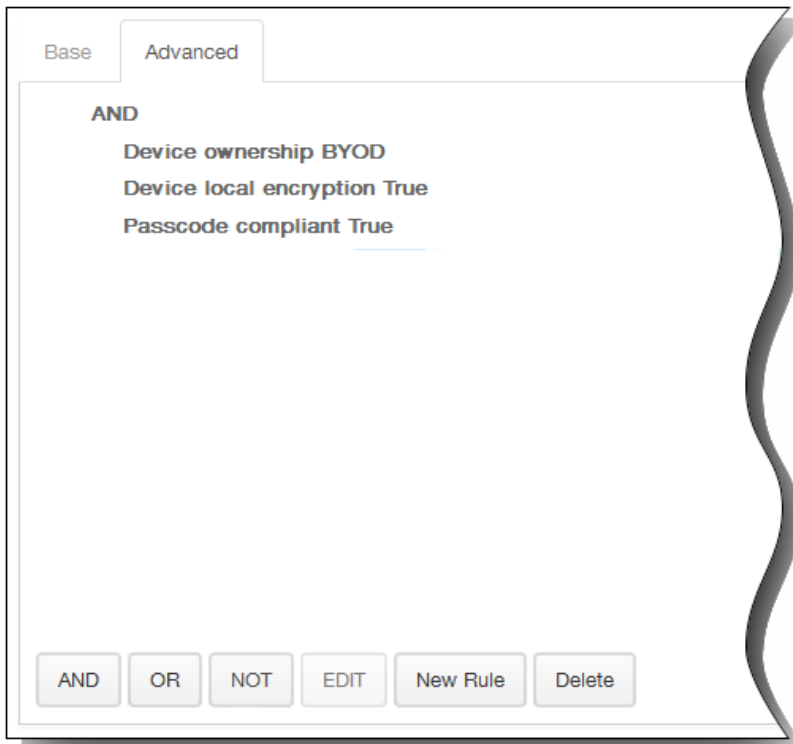 Base Advanced
AND
Device ownership BYOD
Device local encryption True
Passcode compliant True
AND OR NOT EDIT New Rule Delete